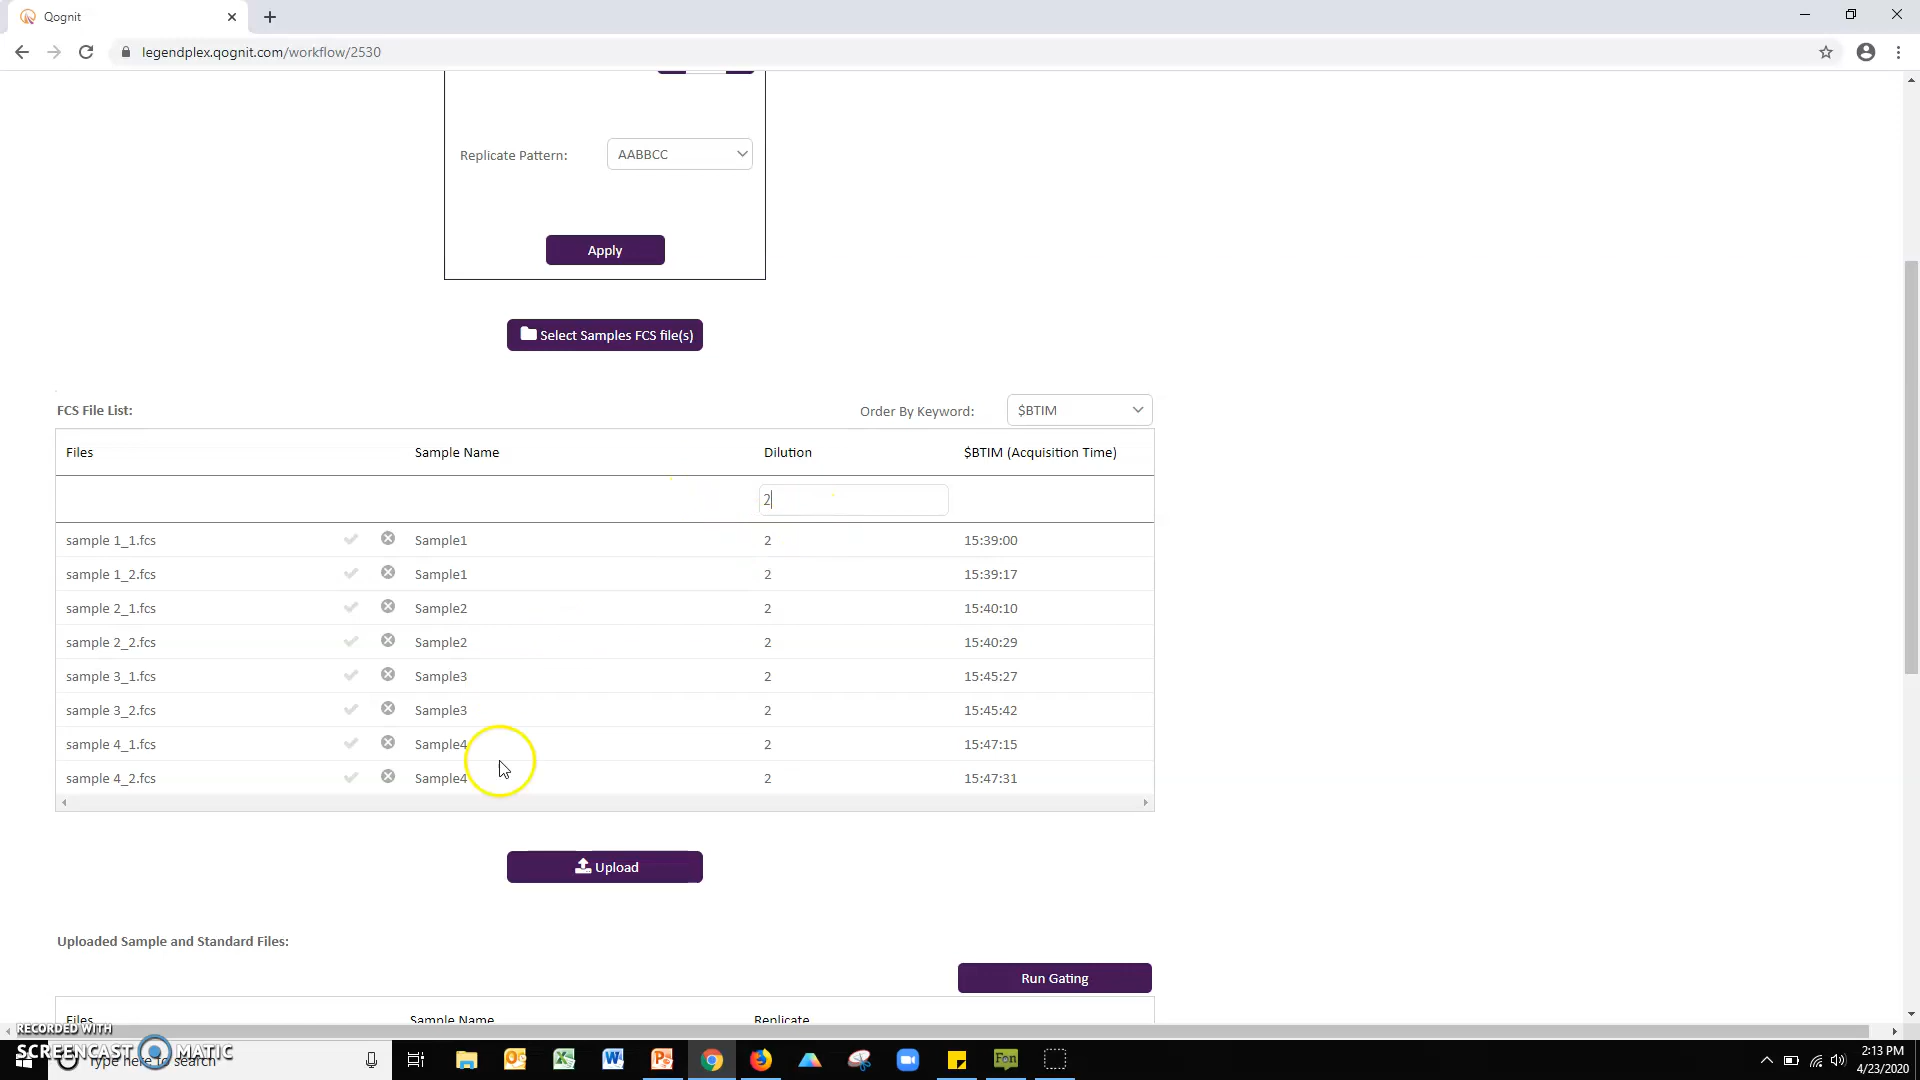 Qognit
legendplex.qognit.com/workflow/2530
Replicate Pattern: AABBCC
Apply
Select Samples FCS file(s)
FCS File List: Order By Keyword: $BTIM
Files Sample Name Dilution $BTIM (Acquisition Time)
2
sample 1_1.fcs Sample1 2 15:39:00
sample 1_2.fcs Sample1 2 15:39:17
sample 2_1.fcs Sample2 2 15:40:10
sample 2_2.fcs Sample2 2 15:40:29
sample 3_1.fcs Sample3 2 15:45:27
sample 3_2.fcs Sample3 2 15:45:42
sample 4_1.fcs Sample4 2 15:47:15
sample 4_2.fcs Sample4 2 15:47:31
Upload
Uploaded Sample and Standard Files:
Run Gating
Files Sample Name Replicate
RECORDED WITH
SCREENCAST MATIC
Type here to search
Fon
2:13 PM
4/23/2020